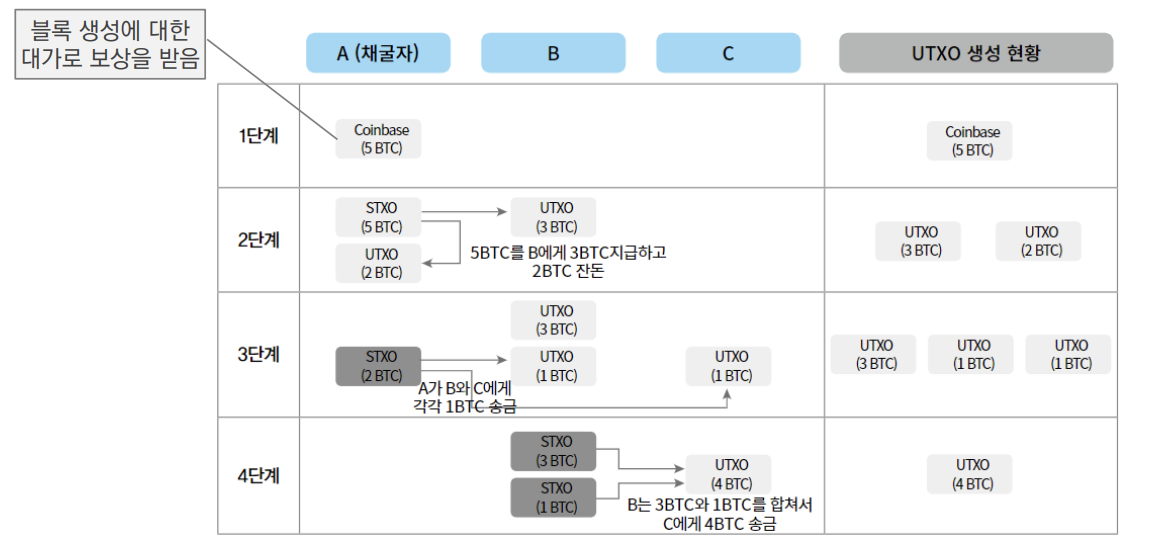 블록 생성에 대한
대가로 보상을 받음
A (채굴자)
B
C
UTXO 생성 현황
1단계
Coinbase
(5 BTC)
Coinbase
(5 BTC)
2단계
STXO
(5 BTC)
UTXO
(2 BTC)
UTXO
(3 BTC)
5BTC를 B에게 3BTC지급하고
2BTC 잔돈
UTXO
(3 BTC)
UTXO
(2 BTC)
3단계
STXO
(2 BTC)
UTXO
(3 BTC)
UTXO
(1 BTC)
UTXO
(1 BTC)
A가 B와 C에게
각각 1BTC 송금
UTXO
(3 BTC)
UTXO
(1 BTC)
UTXO
(1 BTC)
4단계
STXO
(3 BTC)
STXO
(1 BTC)
UTXO
(4 BTC)
B는 3BTC와 1BTC를 합쳐서
C에게 4BTC 송금
UTXO
(4 BTC)